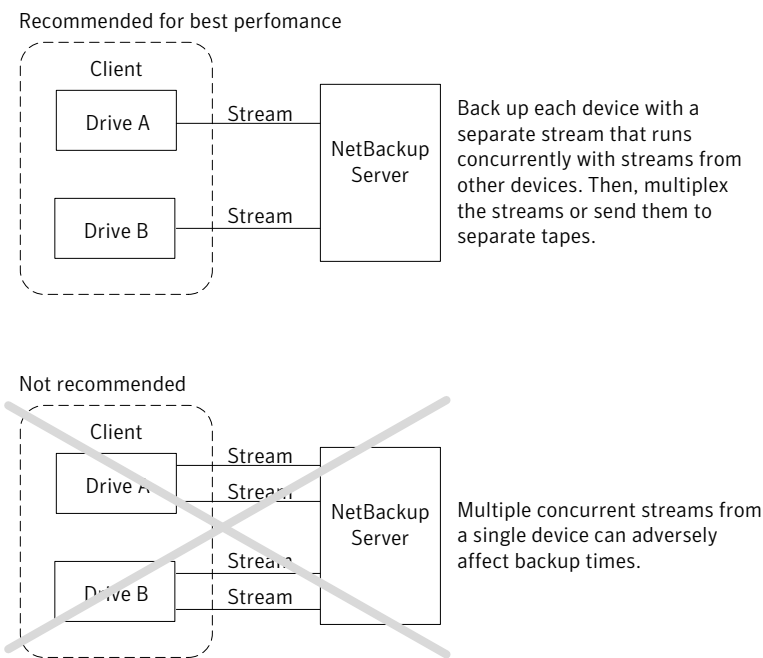 Recommended for best perfomance
Client
Drive A
Stream
NetBackup
Server
Drive B
Stream
Back up each device with a
separate stream that runs
concurrently with streams from
other devices. Then, multiplex
the streams or send them to
separate tapes.
Not recommended
Client
Drive A
Stream
Stream
NetBackup
Server
Drive B
Stream
Stream
Multiple concurrent streams from
a single device can adversely
affect backup times.